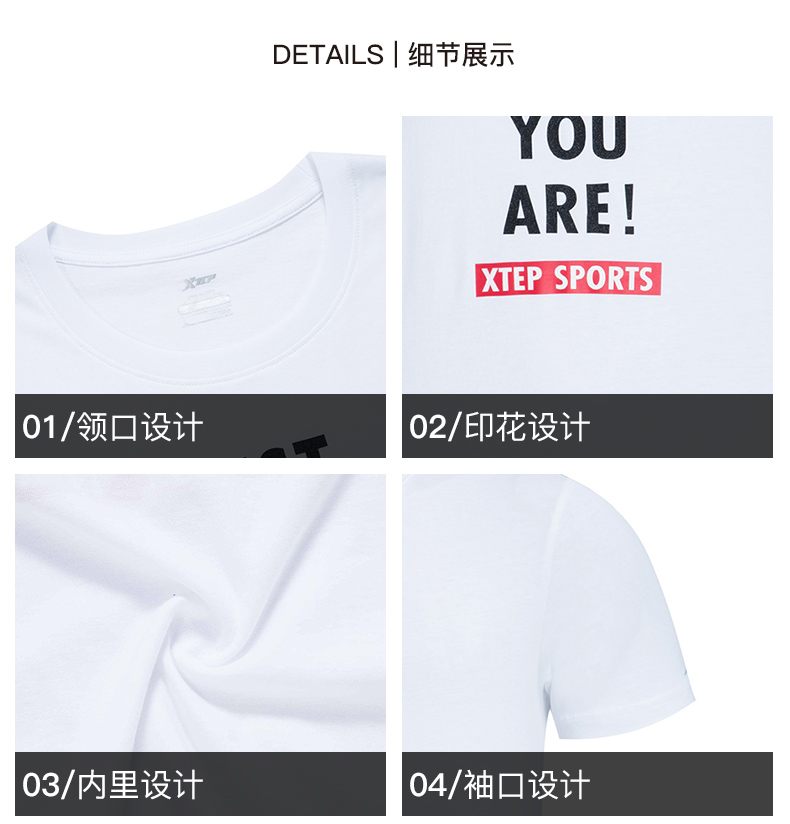 DETAILS | 细节展示
XTEP
01/领口设计
YOU
ARE!
XTEP SPORTS
02/印花设计
03/内里设计
04/袖口设计